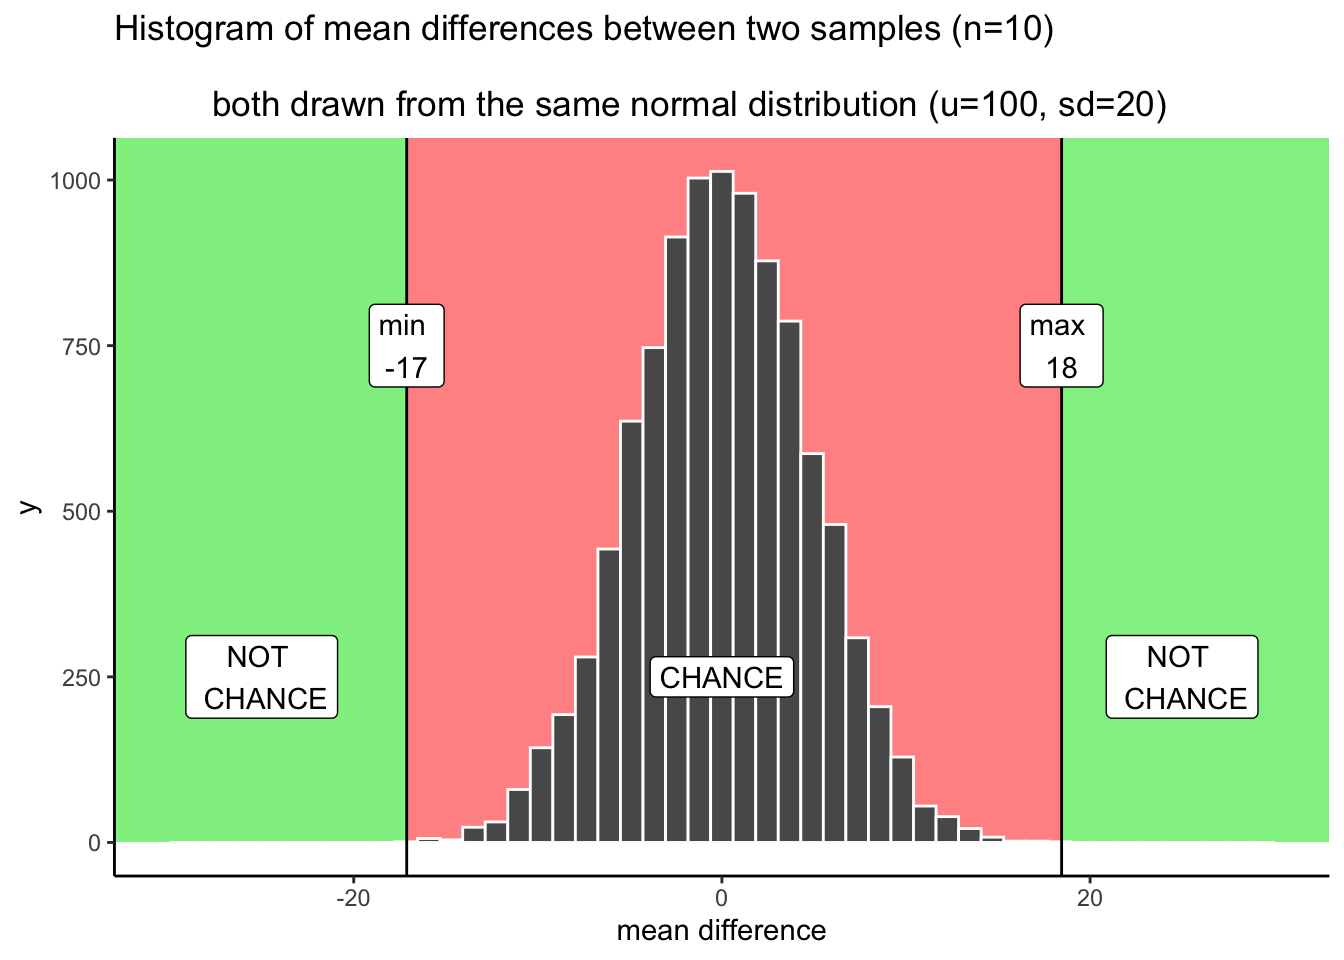 Histogram of mean differences between two samples (n=10)
both drawn from the same normal distribution (u=100, sd=20)
1000
750
500
250
0
y
min
-17
max
18
NOT
CHANCE
CHANCE
NOT
CHANCE
-20
0
20
mean difference